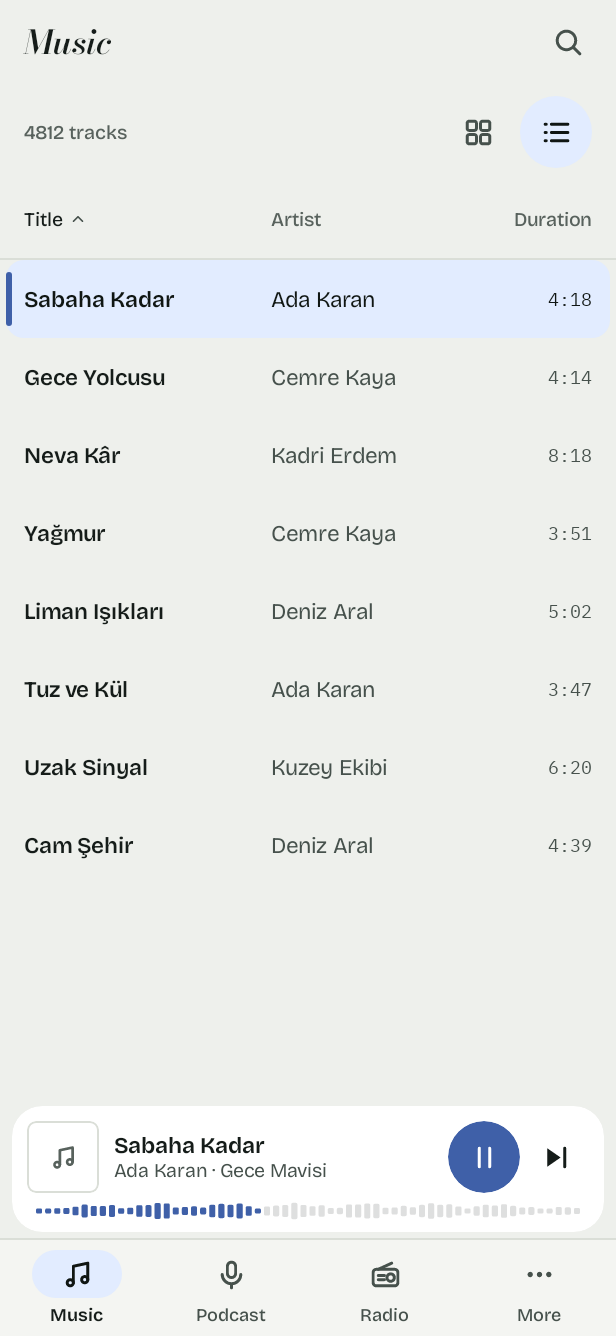 Music
4812 tracks
Title Artist Duration
Sabaha Kadar Ada Karan 4:18
Gece Yolcusu Cemre Kaya 4:14
Neva Kâr Kadri Erdem 8:18
Yağmur Cemre Kaya 3:51
Liman Işıkları Deniz Aral 5:02
Tuz ve Kül Ada Karan 3:47
Uzak Sinyal Kuzey Ekibi 6:20
Cam Şehir Deniz Aral 4:39
Sabaha Kadar
Ada Karan · Gece Mavisi
Music Podcast Radio More